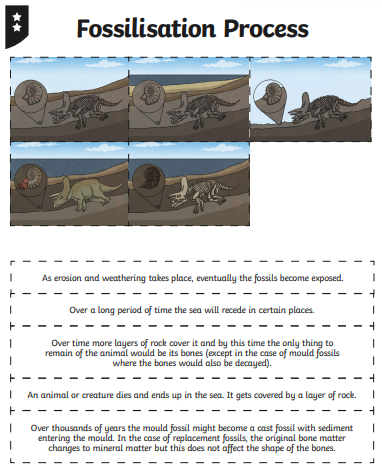 Fossilisation Process
As erosion and weathering takes place, eventually the fossils become exposed.
Over a long period of time the sea will recede in certain places.
Over time more layers of rock cover it and by this time the only thing to
remain of the animal would be its bones (except in the case of mould fossils
where the bones would also be decayed).
An animal or creature dies and ends up in the sea. It gets covered by a layer of rock.
Over thousands of years the mould fossil might become a cast fossil with sediment
entering the mould. In the case of replacement fossils, the original bone matter
changes to mineral matter but this does not affect the shape of the bones.